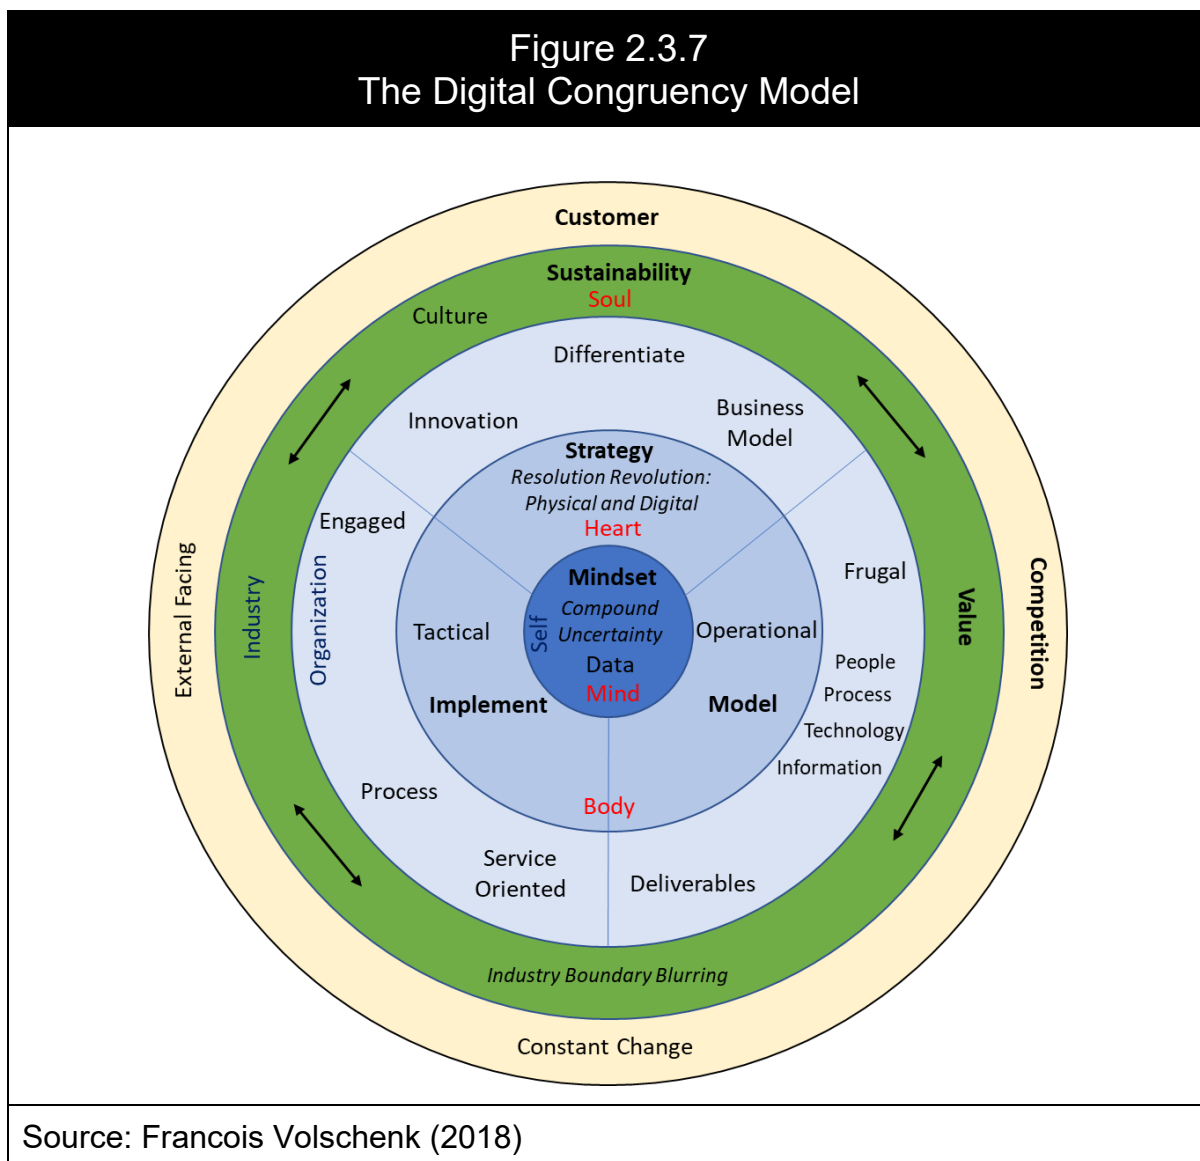 Figure 2.3.7
The Digital Congruency Model
Customer
Sustainability
Soul
Culture
Differentiate
Innovation
Business
Model
Strategy
Resolution Revolution:
Physical and Digital
Heart
Engaged
Organization
Industry
External Facing
Mindset
Compound
Uncertainty
Data
Mind
Self
Tactical
Implement
Operational
Model
Frugal
People
Process
Technology
Information
Value
Competition
Body
Process
Service
Oriented
Deliverables
Industry Boundary Blurring
Constant Change
Source: Francois Volschenk (2018)